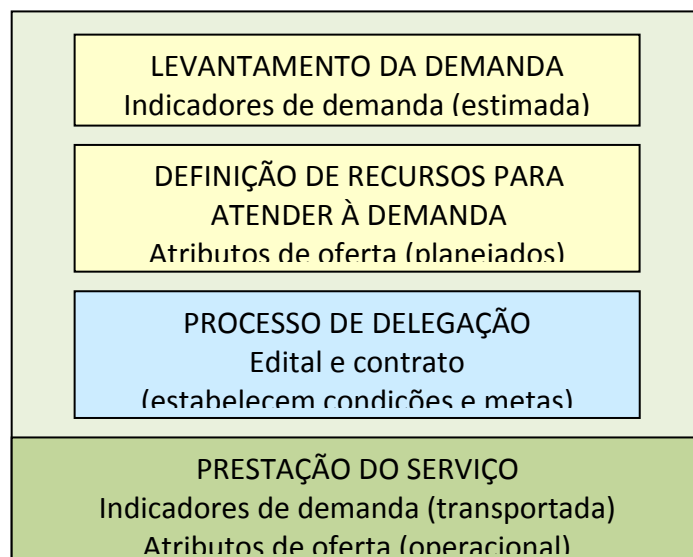 LEVANTAMENTO DA DEMANDA
Indicadores de demanda (estimada)
DEFINIÇÃO DE RECURSOS PARA
ATENDER À DEMANDA
Atributos de oferta (planejados)
PROCESSO DE DELEGAÇÃO
Edital e contrato
(estabelecem condições e metas)
PRESTAÇÃO DO SERVIÇO
Indicadores de demanda (transportada)
Atributos de oferta (operacional)